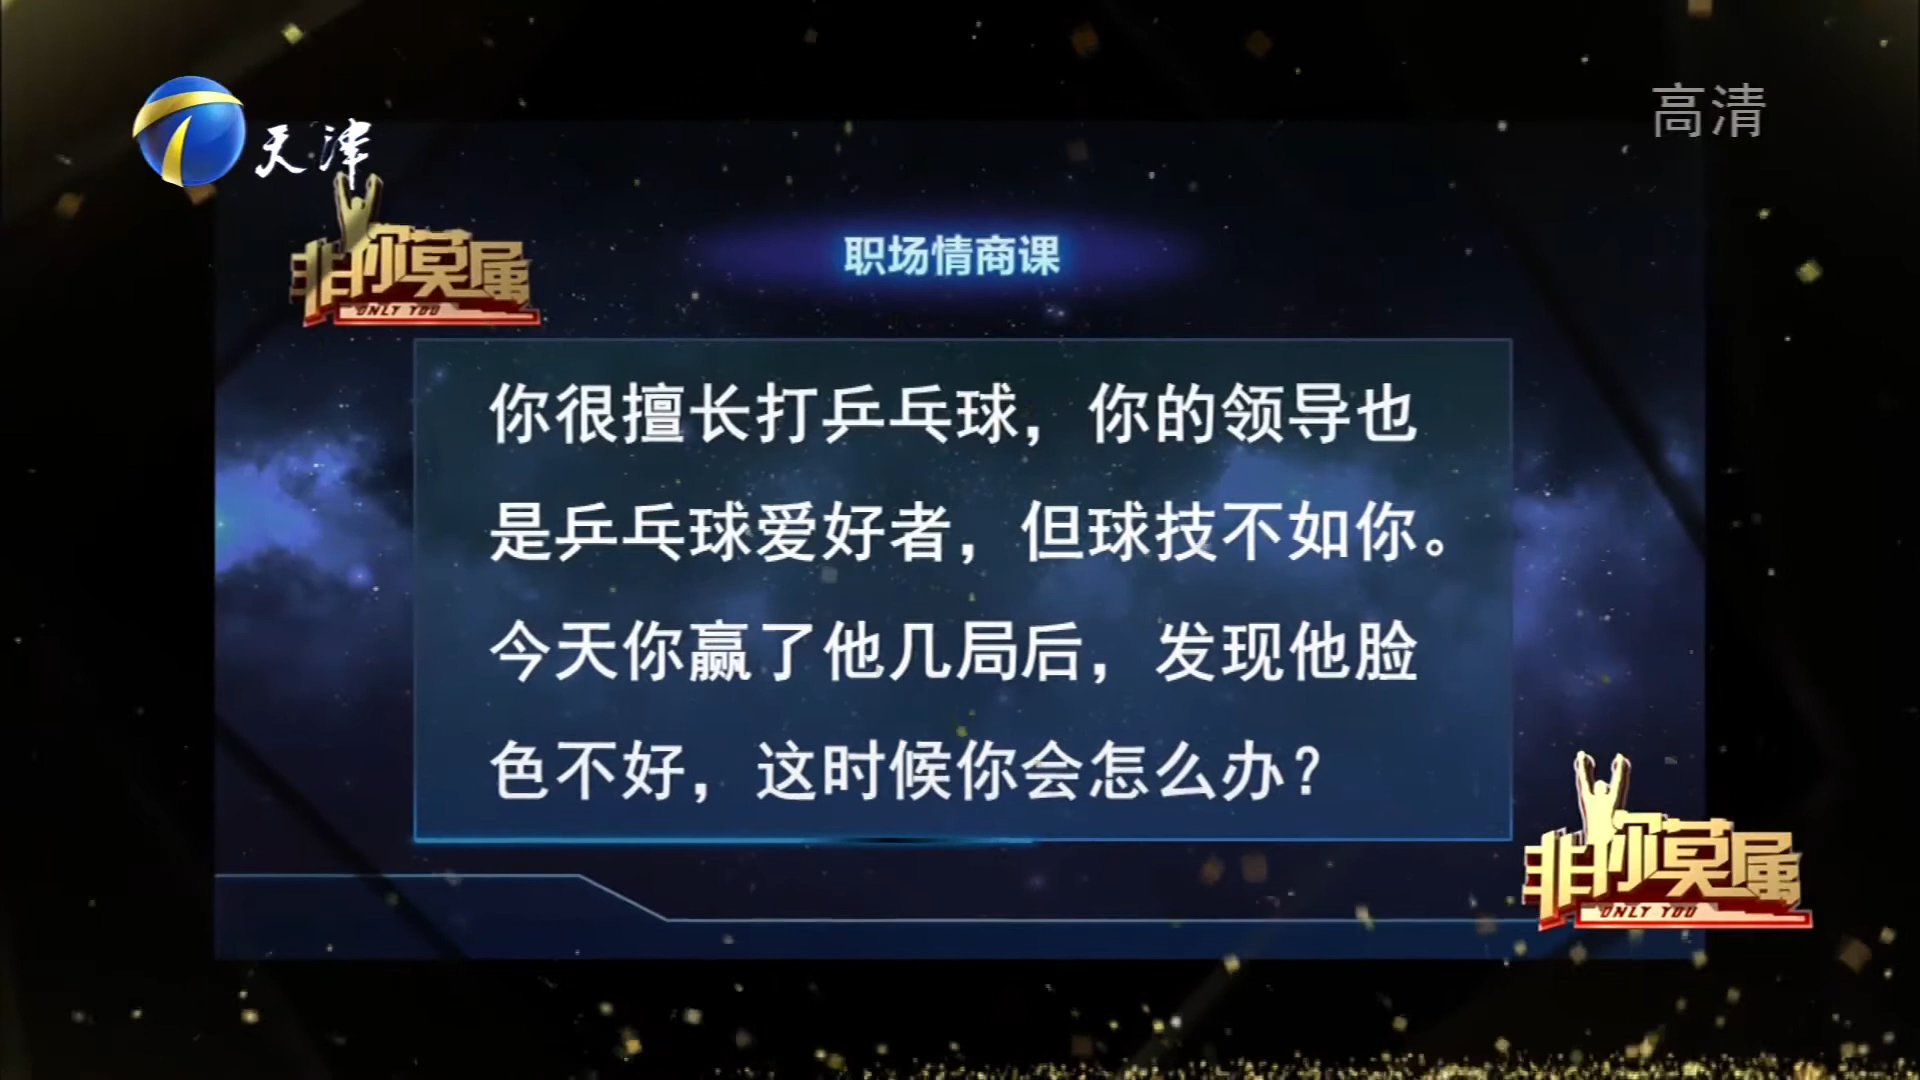 天津
高清
非你莫属
ONLY YOU
职场情商课
你很擅长打乒乓球，你的领导也
是乒乓球爱好者，但球技不如你。
今天你赢了他几局后，发现他脸
色不好，这时候你会怎么办？
非你莫属
ONLY YOU